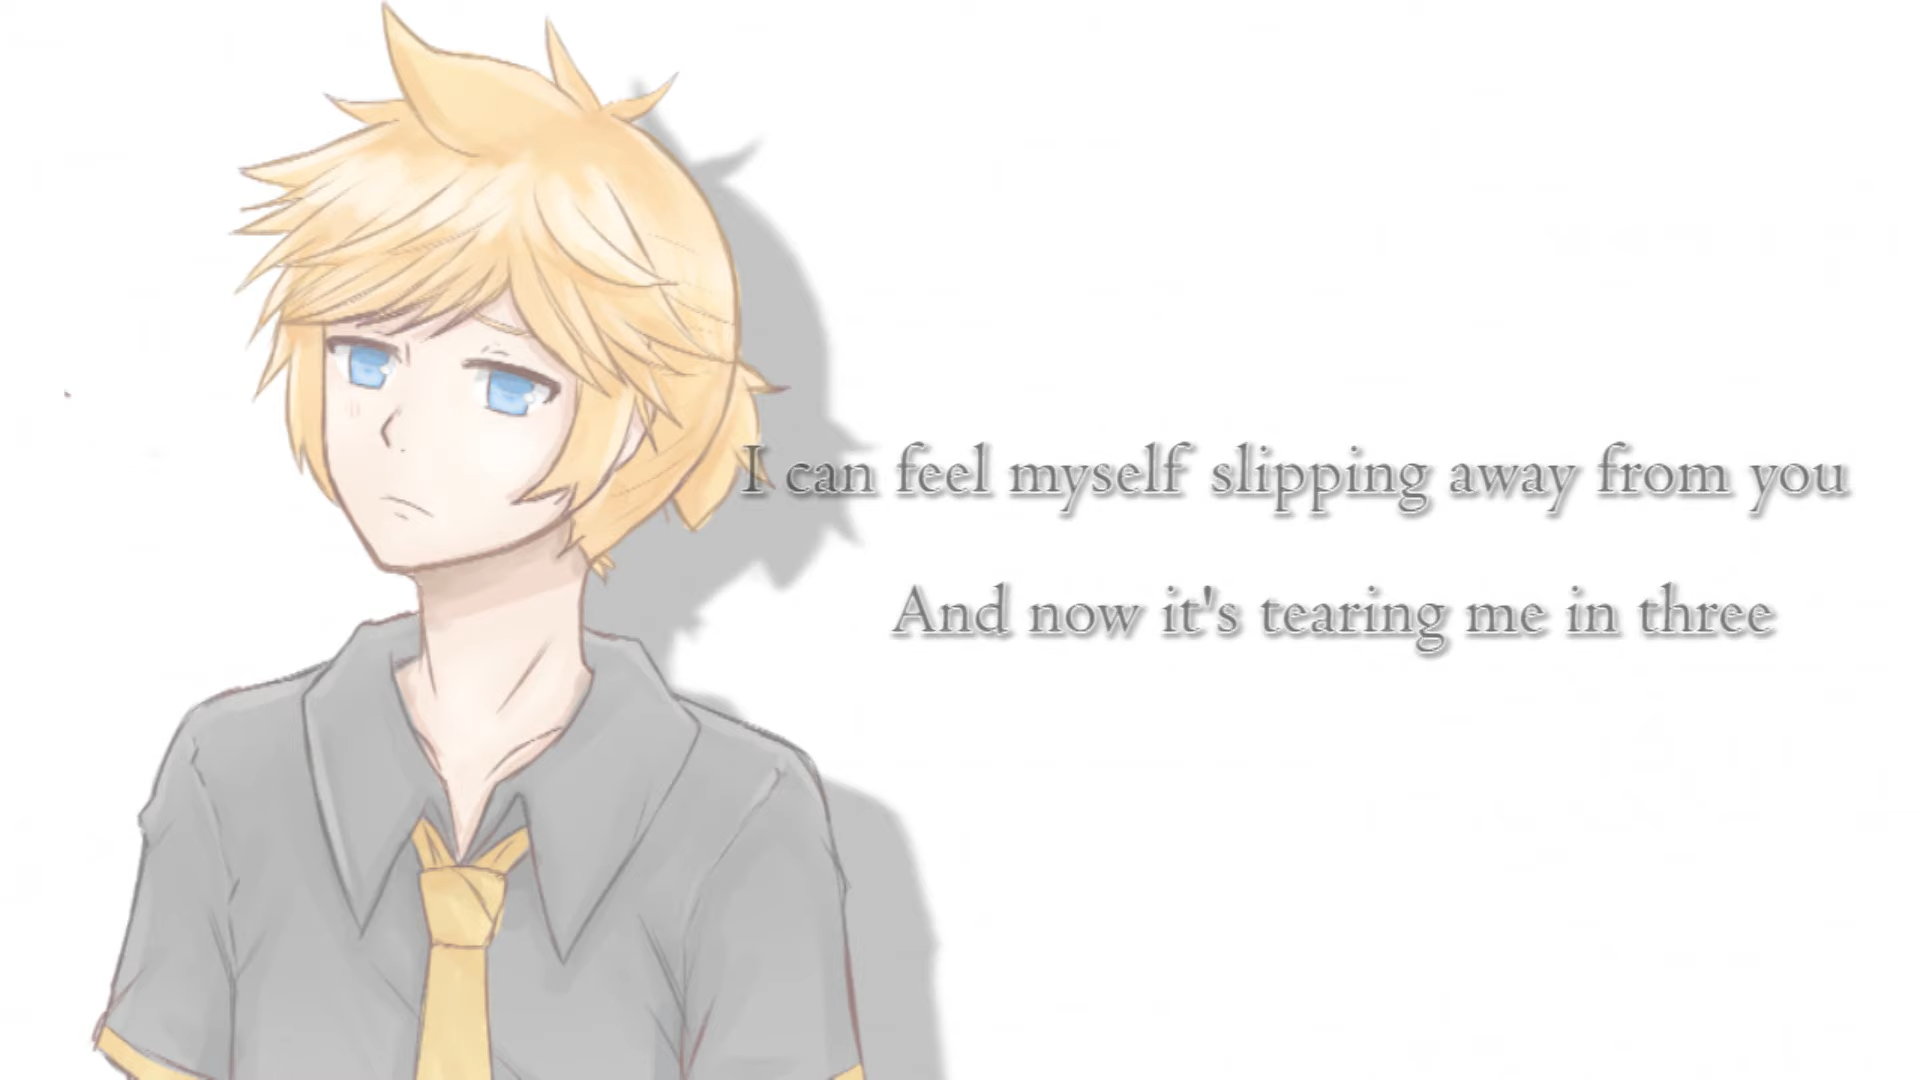 I can feel myself slipping away from you
And now it's tearing me in three